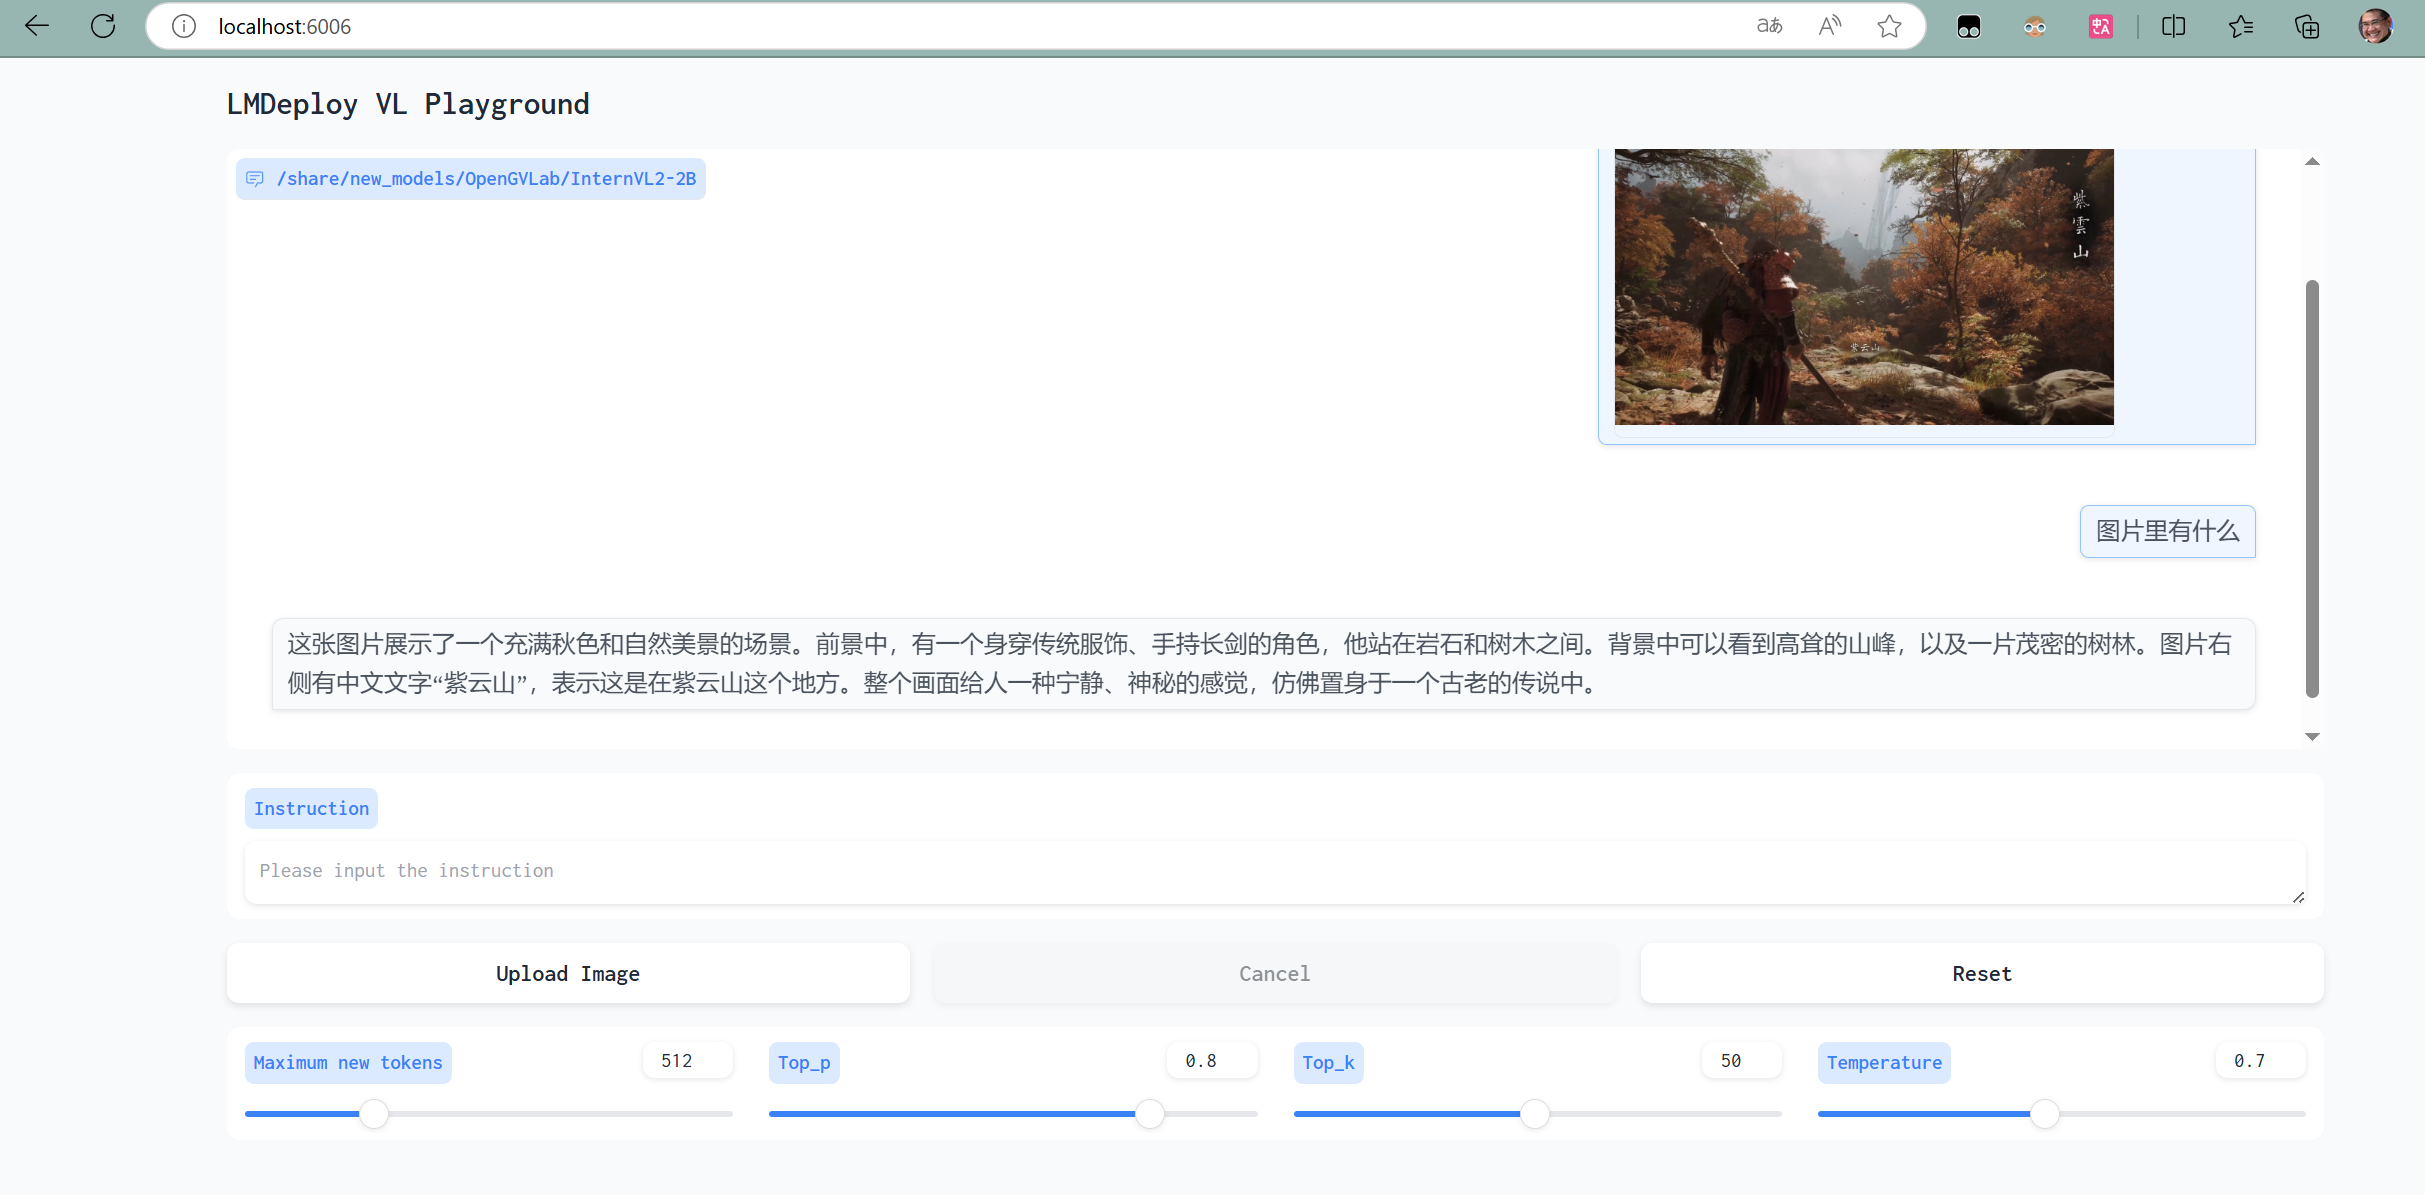 localhost:6006
LMDeploy VL Playground
/share/new_models/OpenGVLab/InternVL2-2B
紫雲山
紫云山
图片里有什么
这张图片展示了一个充满秋色和自然美景的场景。前景中，有一个身穿传统服饰、手持长剑的角色，他站在岩石和树木之间。背景中可以看到高耸的山峰，以及一片茂密的树林。图片右
侧有中文文字“紫云山”，表示这是在紫云山这个地方。整个画面给人一种宁静、神秘的感觉，仿佛置身于一个古老的传说中。
Instruction
Please input the instruction
Upload Image
Cancel
Reset
Maximum new tokens
512
Top_p
0.8
Top_k
50
Temperature
0.7